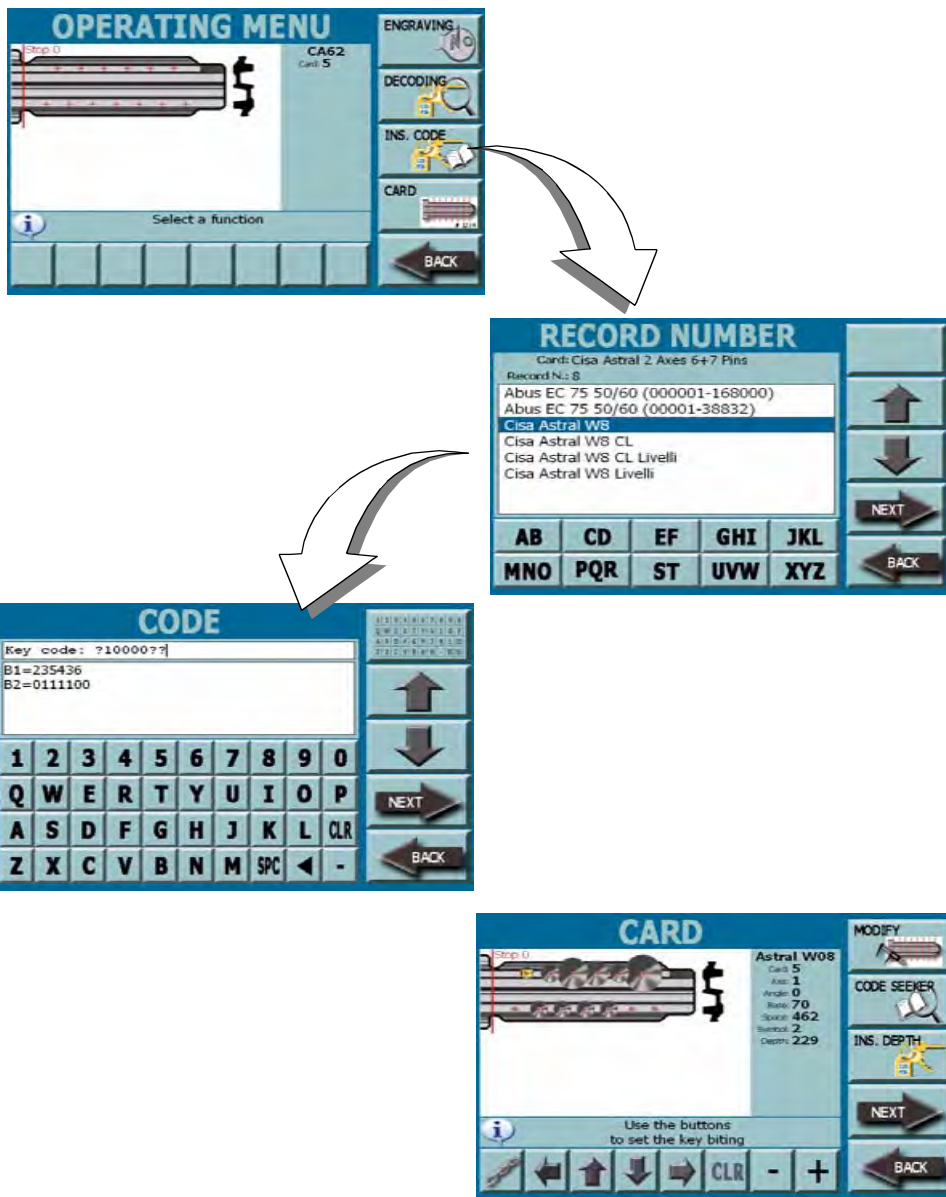 OPERATING MENU
Stop 0
CA62
Card: 5
ENGRAVING
DECODING
INS. CODE
CARD
Select a function
BACK
RECORD NUMBER
Card: Cisa Astral 2 Axes 6+7 Pins
Record N.: 8
Abus EC 75 50/60 (000001-168000)
Abus EC 75 50/60 (00001-38832)
Cisa Astral W8
Cisa Astral W8 CL
Cisa Astral W8 CL Livelli
Cisa Astral W8 Livelli
NEXT
AB CD EF GHI JKL
MNO PQR ST UVW XYZ
BACK
CODE
Key code: ?10000??
B1=235436
B2=0111100
1 2 3 4 5 6 7 8 9 0
Q W E R T Y U I O P
NEXT
A S D F G H J K L CLR
Z X C V B N M SPC ◀ -
BACK
CARD
Stop 0
Astral W08
Card: 5
Axis: 1
Angle: 0
Base: 70
Space: 462
Symbol: 2
Depth: 229
MODIFY
CODE SEEKER
INS. DEPTH
NEXT
Use the buttons
to set the key biting
CLR - +
BACK